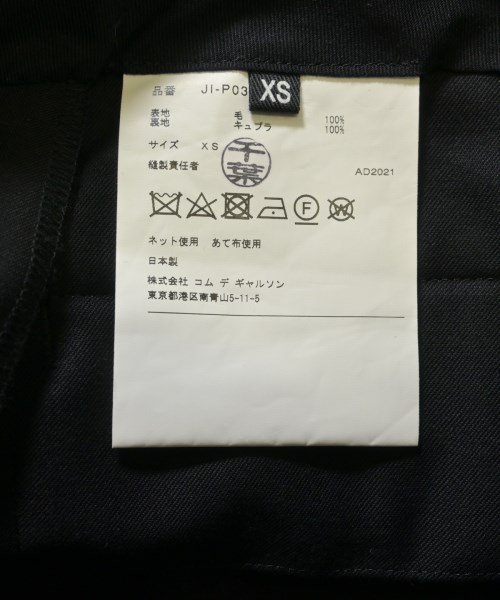 品番 JI-P03
XS
表地 毛 100%
裏地 キュプラ 100%
サイズ XS
千葉
縫製責任者
AD2021
F
W
ネット使用 あて布使用
日本製
株式会社 コム デ ギャルソン
東京都港区南青山5-11-5